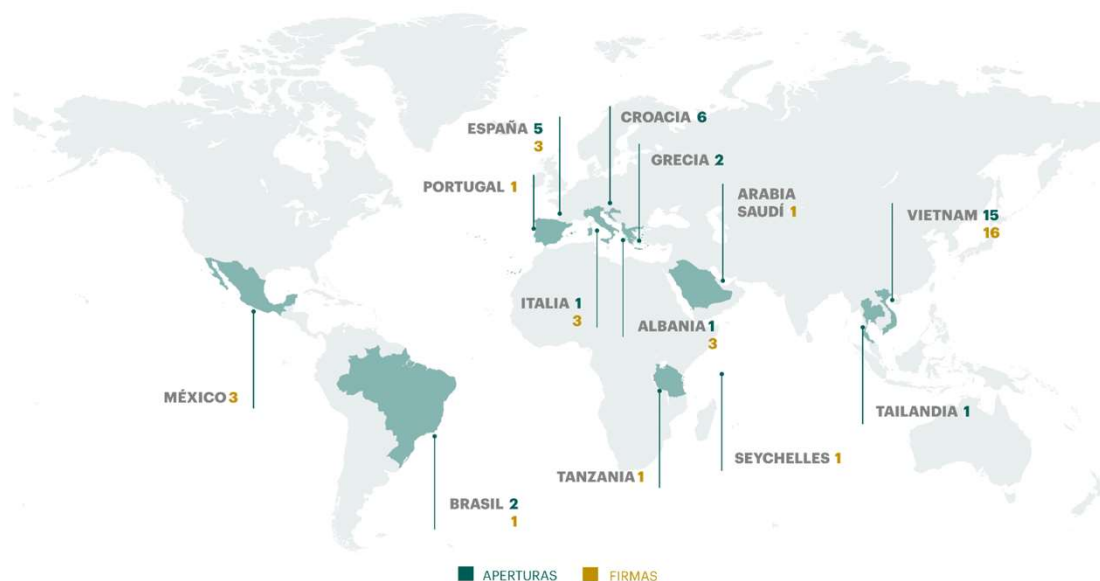 CROACIA 6
ESPAÑA 5
3
GRECIA 2
PORTUGAL 1
ARABIA
SAUDÍ 1
VIETNAM 15
16
ITALIA 1
3
ALBANIA 1
3
MÉXICO 3
TAILANDIA 1
SEYCHELLES 1
TANZANIA 1
BRASIL 2
1
APERTURAS FIRMAS